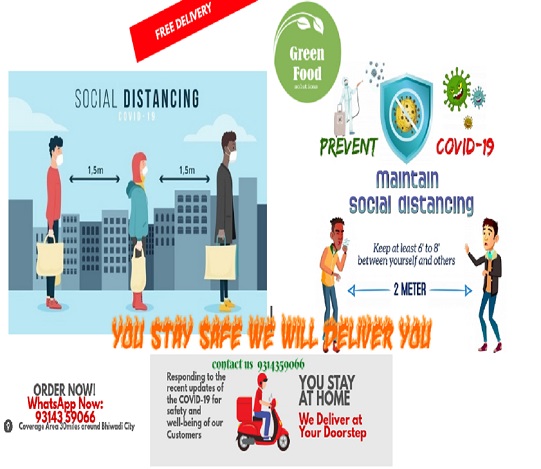 FREE DELIVERY
Green
Food
SOCIAL DISTANCING
COVID-19
1,5m
1,5m
PREVENT
COVID-19
Maintain
social distancing
Keep at least 6' to 8'
between yourself and others
2 METER
YOU STAY SAFE WE WILL DELIVER YOU
contact us 9314359066
Responding to the
recent updates of
the COVID-19 for
safety and
well-being of our
Customers
YOU STAY
AT HOME
We Deliver at
Your Doorstep
ORDER NOW!
WhatsApp Now:
93143 59066
Coverage Area 30miles around Bhiwadi City